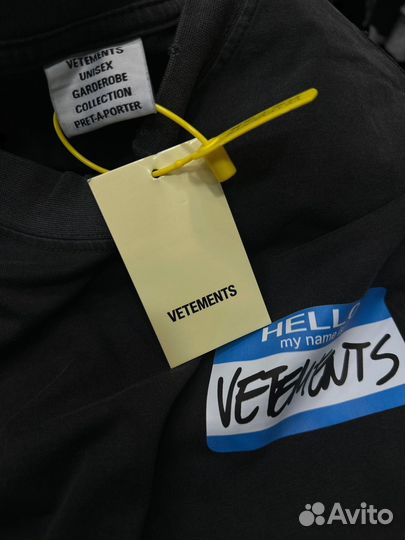 VETEMENTS
UNISEX
GARDEROBE
COLLECTION
PRET-A-PORTER
VETEMENTS
HELLO
my name is
VETEMENTS
Avito